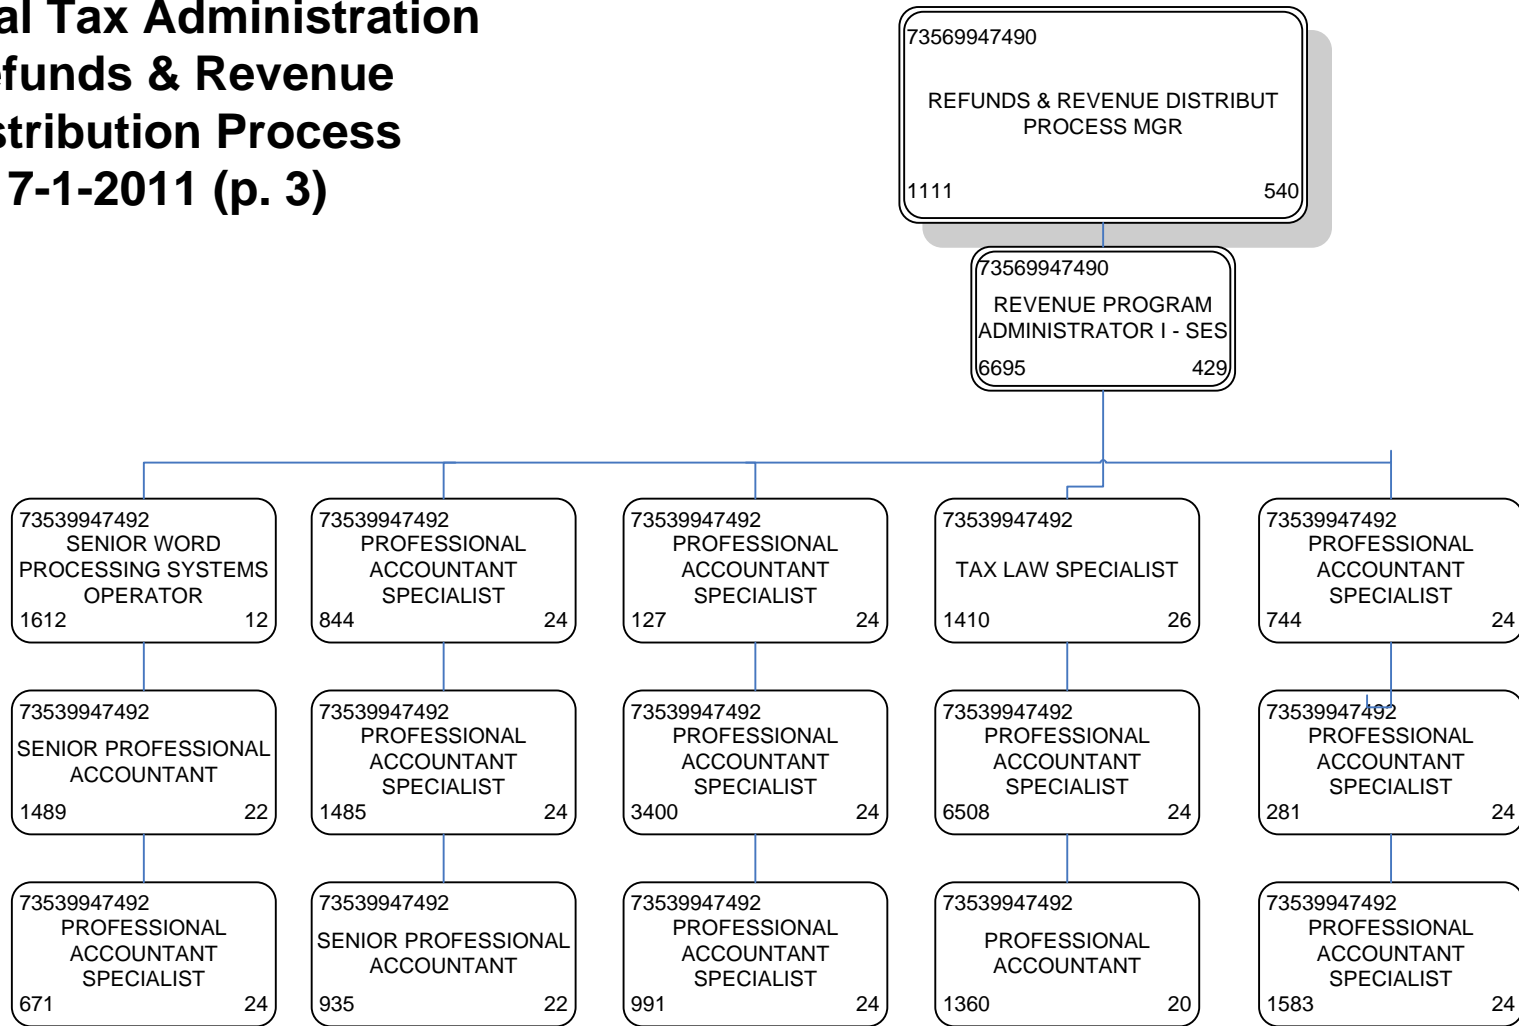 al Tax Administration
efunds & Revenue
stribution Process
7-1-2011 (p. 3)
73569947490
REFUNDS & REVENUE DISTRIBUT
PROCESS MGR
1111 540
73569947490
REVENUE PROGRAM
ADMINISTRATOR I - SES
6695 429
73539947492
SENIOR WORD
PROCESSING SYSTEMS
OPERATOR
1612 12
73539947492
PROFESSIONAL
ACCOUNTANT
SPECIALIST
844 24
73539947492
PROFESSIONAL
ACCOUNTANT
SPECIALIST
127 24
73539947492
TAX LAW SPECIALIST
1410 26
73539947492
PROFESSIONAL
ACCOUNTANT
SPECIALIST
744 24
73539947492
SENIOR PROFESSIONAL
ACCOUNTANT
1489 22
73539947492
PROFESSIONAL
ACCOUNTANT
SPECIALIST
1485 24
73539947492
PROFESSIONAL
ACCOUNTANT
SPECIALIST
3400 24
73539947492
PROFESSIONAL
ACCOUNTANT
SPECIALIST
6508 24
73539947492
PROFESSIONAL
ACCOUNTANT
SPECIALIST
281 24
73539947492
PROFESSIONAL
ACCOUNTANT
SPECIALIST
671 24
73539947492
SENIOR PROFESSIONAL
ACCOUNTANT
935 22
73539947492
PROFESSIONAL
ACCOUNTANT
SPECIALIST
991 24
73539947492
PROFESSIONAL
ACCOUNTANT
1360 20
73539947492
PROFESSIONAL
ACCOUNTANT
SPECIALIST
1583 24